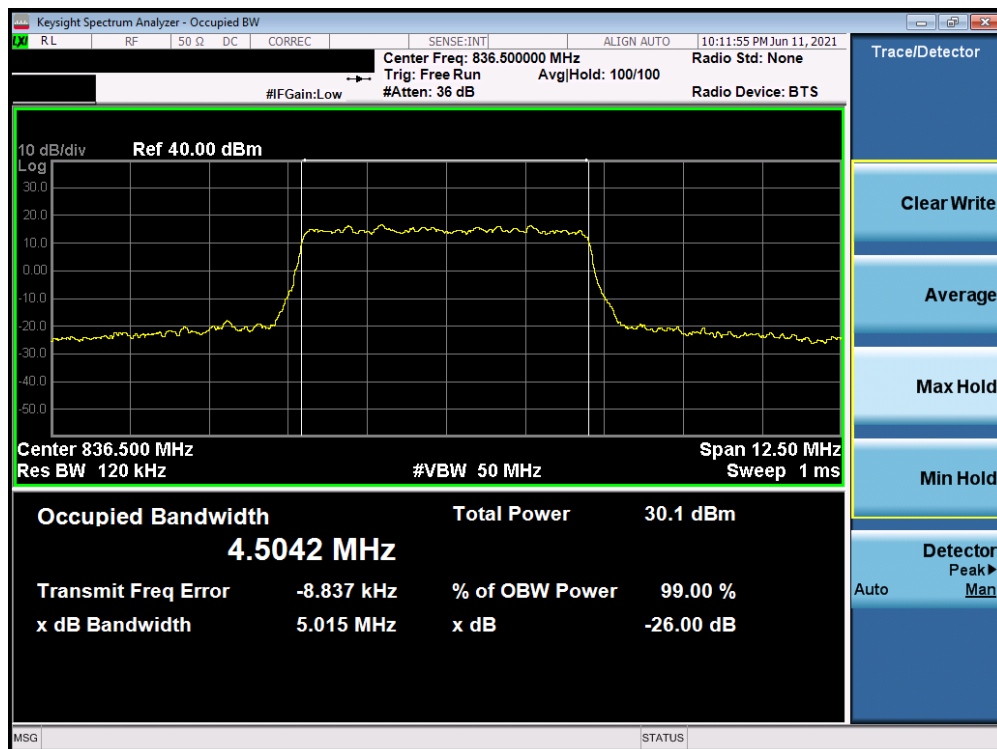 Keysight Spectrum Analyzer - Occupied BW
LXI RL RF 50 Ω DC CORREC SENSE:INT ALIGN AUTO 10:11:55 PM Jun 11, 2021
Center Freq: 836.500000 MHz Radio Std: None
Trig: Free Run Avg|Hold: 100/100
#IFGain:Low #Atten: 36 dB Radio Device: BTS
10 dB/div Ref 40.00 dBm
Log
30.0
20.0
10.0
0.00
-10.0
-20.0
-30.0
-40.0
-50.0
Center 836.500 MHz Span 12.50 MHz
Res BW 120 kHz #VBW 50 MHz Sweep 1 ms
Occupied Bandwidth Total Power 30.1 dBm
4.5042 MHz
Transmit Freq Error -8.837 kHz % of OBW Power 99.00 %
x dB Bandwidth 5.015 MHz x dB -26.00 dB
MSG STATUS
Trace/Detector
Clear Write
Average
Max Hold
Min Hold
Detector
Peak▶
Auto Man